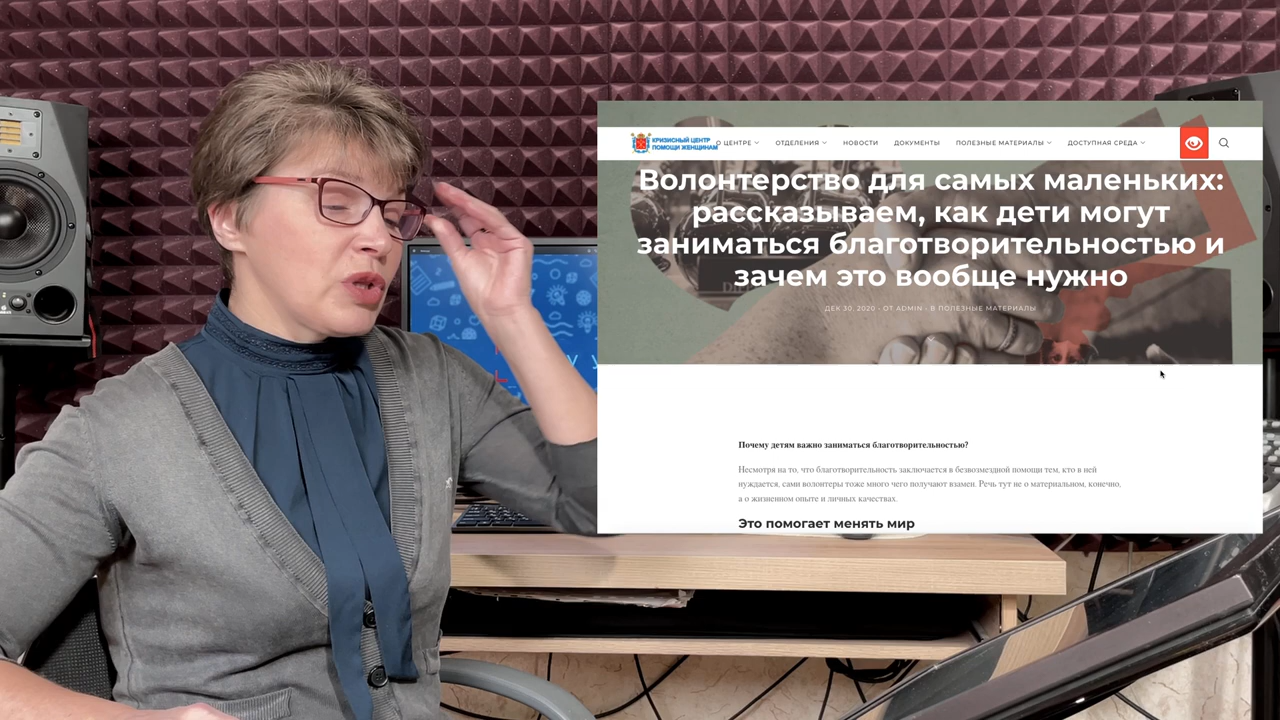 КРИЗИСНЫЙ ЦЕНТР
ПОМОЩИ ЖЕНЩИНАМ
О ЦЕНТРЕ ОТДЕЛЕНИЯ НОВОСТИ ДОКУМЕНТЫ ПОЛЕЗНЫЕ МАТЕРИАЛЫ ДОСТУПНАЯ СРЕДА
Волонтерство для самых маленьких:
рассказываем, как дети могут
заниматься благотворительностью и
зачем это вообще нужно
ДЕК 30, 2020 • ОТ ADMIN • В ПОЛЕЗНЫЕ МАТЕРИАЛЫ
Почему детям важно заниматься благотворительностью?
Несмотря на то, что благотворительность заключается в безвозмездной помощи тем, кто в ней
нуждается, сами волонтеры тоже много чего получают взамен. Речь тут не о материальном, конечно,
а о жизненном опыте и личных качествах.
Это помогает менять мир